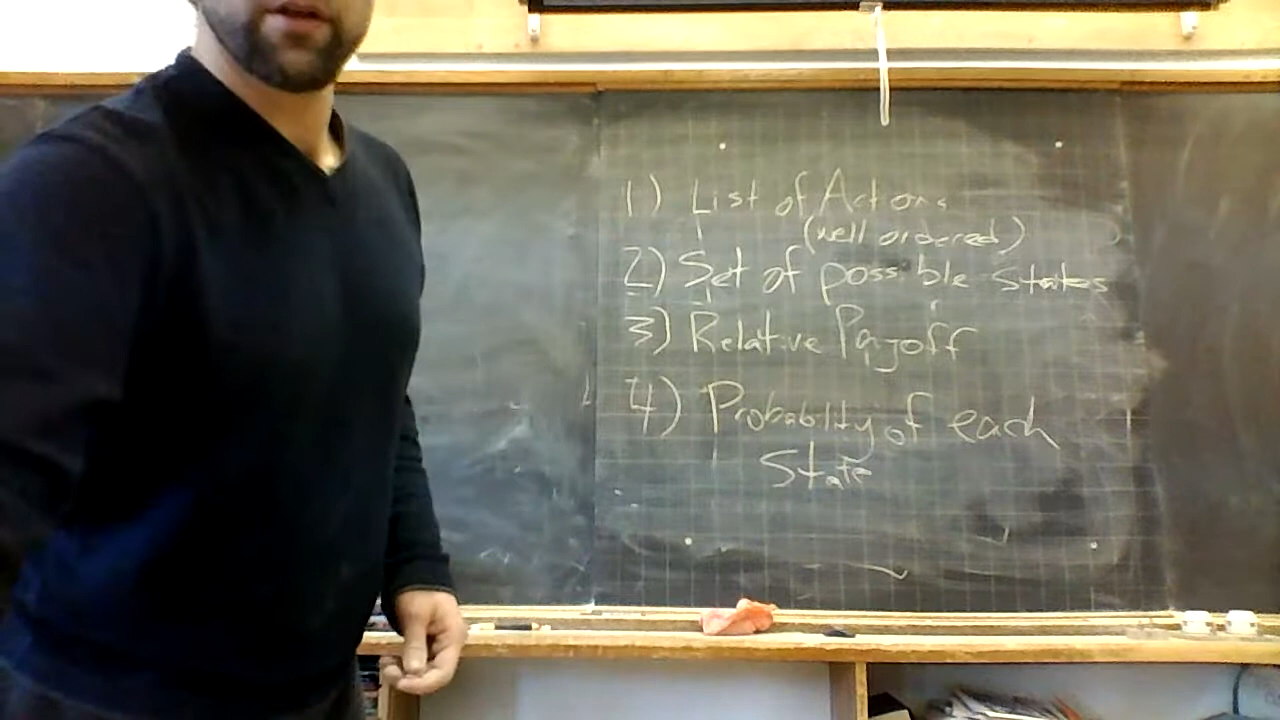 1) List of Actions
(well ordered)
2) Set of possible states
3) Relative Payoff
4) Probability of each
State